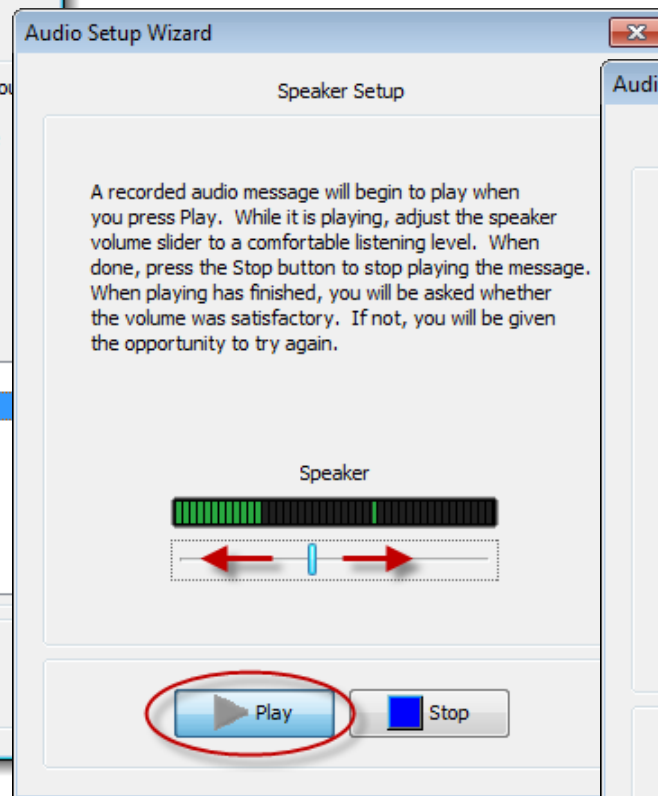 Audio Setup Wizard
Speaker Setup
Audi
A recorded audio message will begin to play when
you press Play.  While it is playing, adjust the speaker
volume slider to a comfortable listening level.  When
done, press the Stop button to stop playing the message.
When playing has finished, you will be asked whether
the volume was satisfactory.  If not, you will be given
the opportunity to try again.
Speaker
Play
Stop